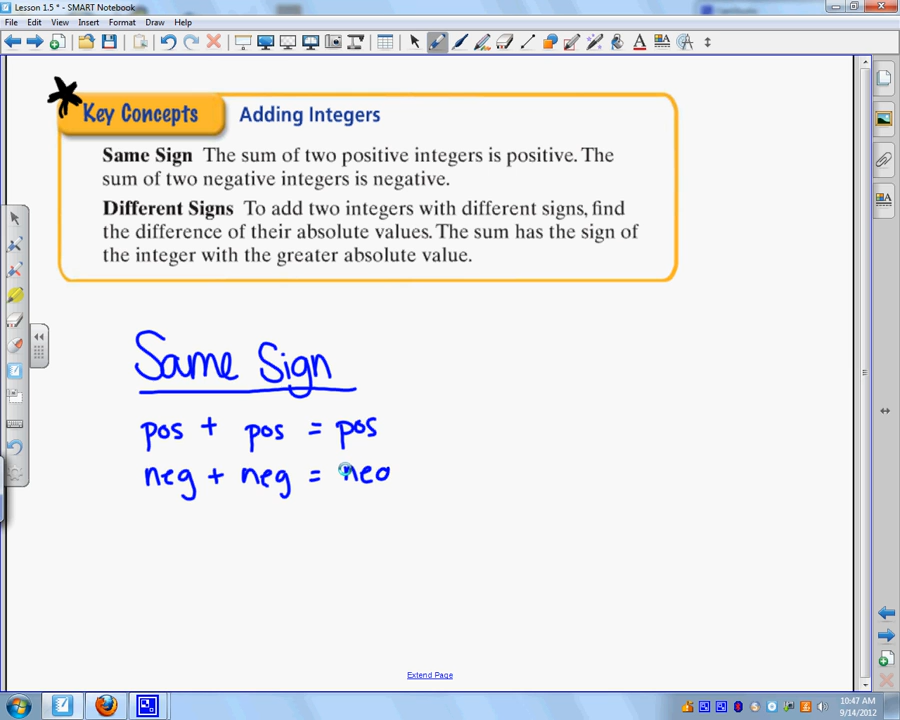 Lesson 1.5 * - SMART Notebook
File Edit View Insert Format Draw Help
Key Concepts Adding Integers
Same Sign The sum of two positive integers is positive. The
sum of two negative integers is negative.
Different Signs To add two integers with different signs, find
the difference of their absolute values. The sum has the sign of
the integer with the greater absolute value.
Same Sign
pos + pos = pos
neg + neg = neo
Extend Page
10:47 AM
9/14/2012